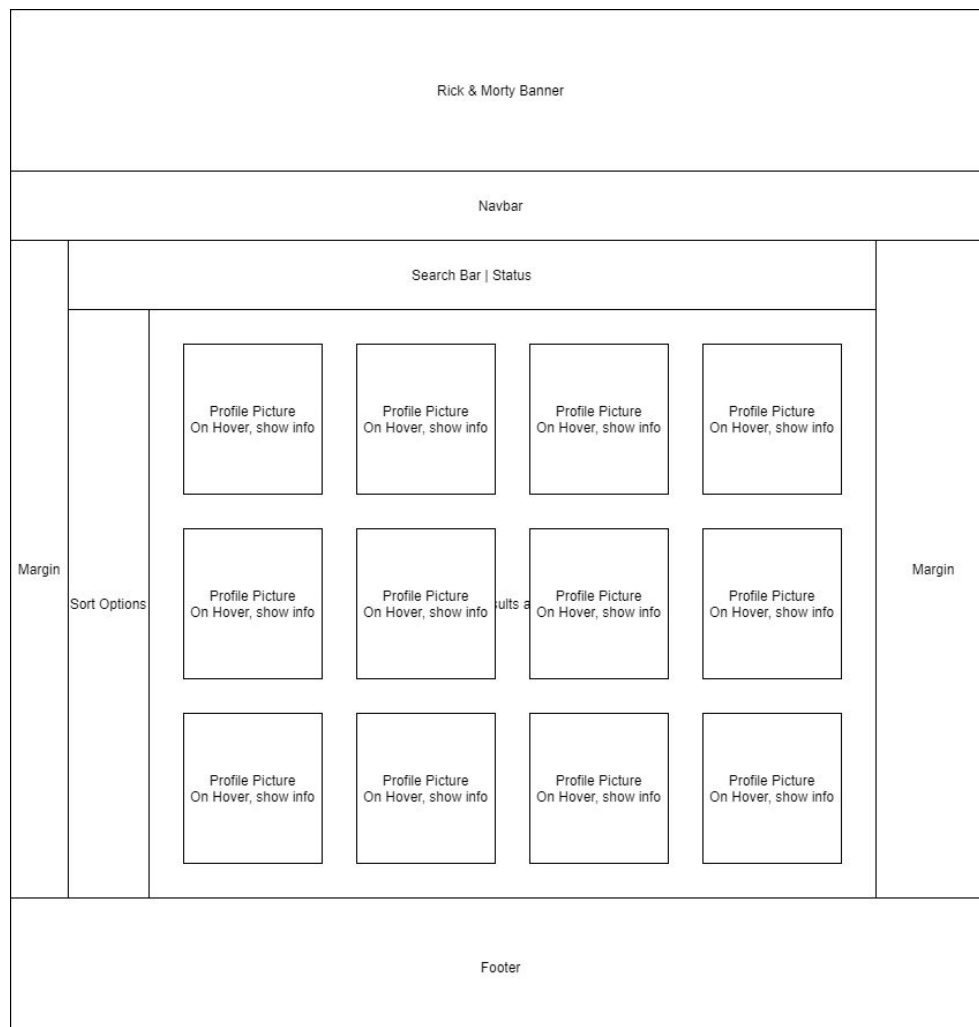 Rick & Morty Banner
Navbar
Search Bar | Status
Profile Picture
On Hover, show info
Profile Picture
On Hover, show info
Profile Picture
On Hover, show info
Profile Picture
On Hover, show info
Margin
Sort Options
Profile Picture
On Hover, show info
Profile Picture
On Hover, show info
Profile Picture
On Hover, show info
Profile Picture
On Hover, show info
Margin
Profile Picture
On Hover, show info
Profile Picture
On Hover, show info
Profile Picture
On Hover, show info
Profile Picture
On Hover, show info
Footer